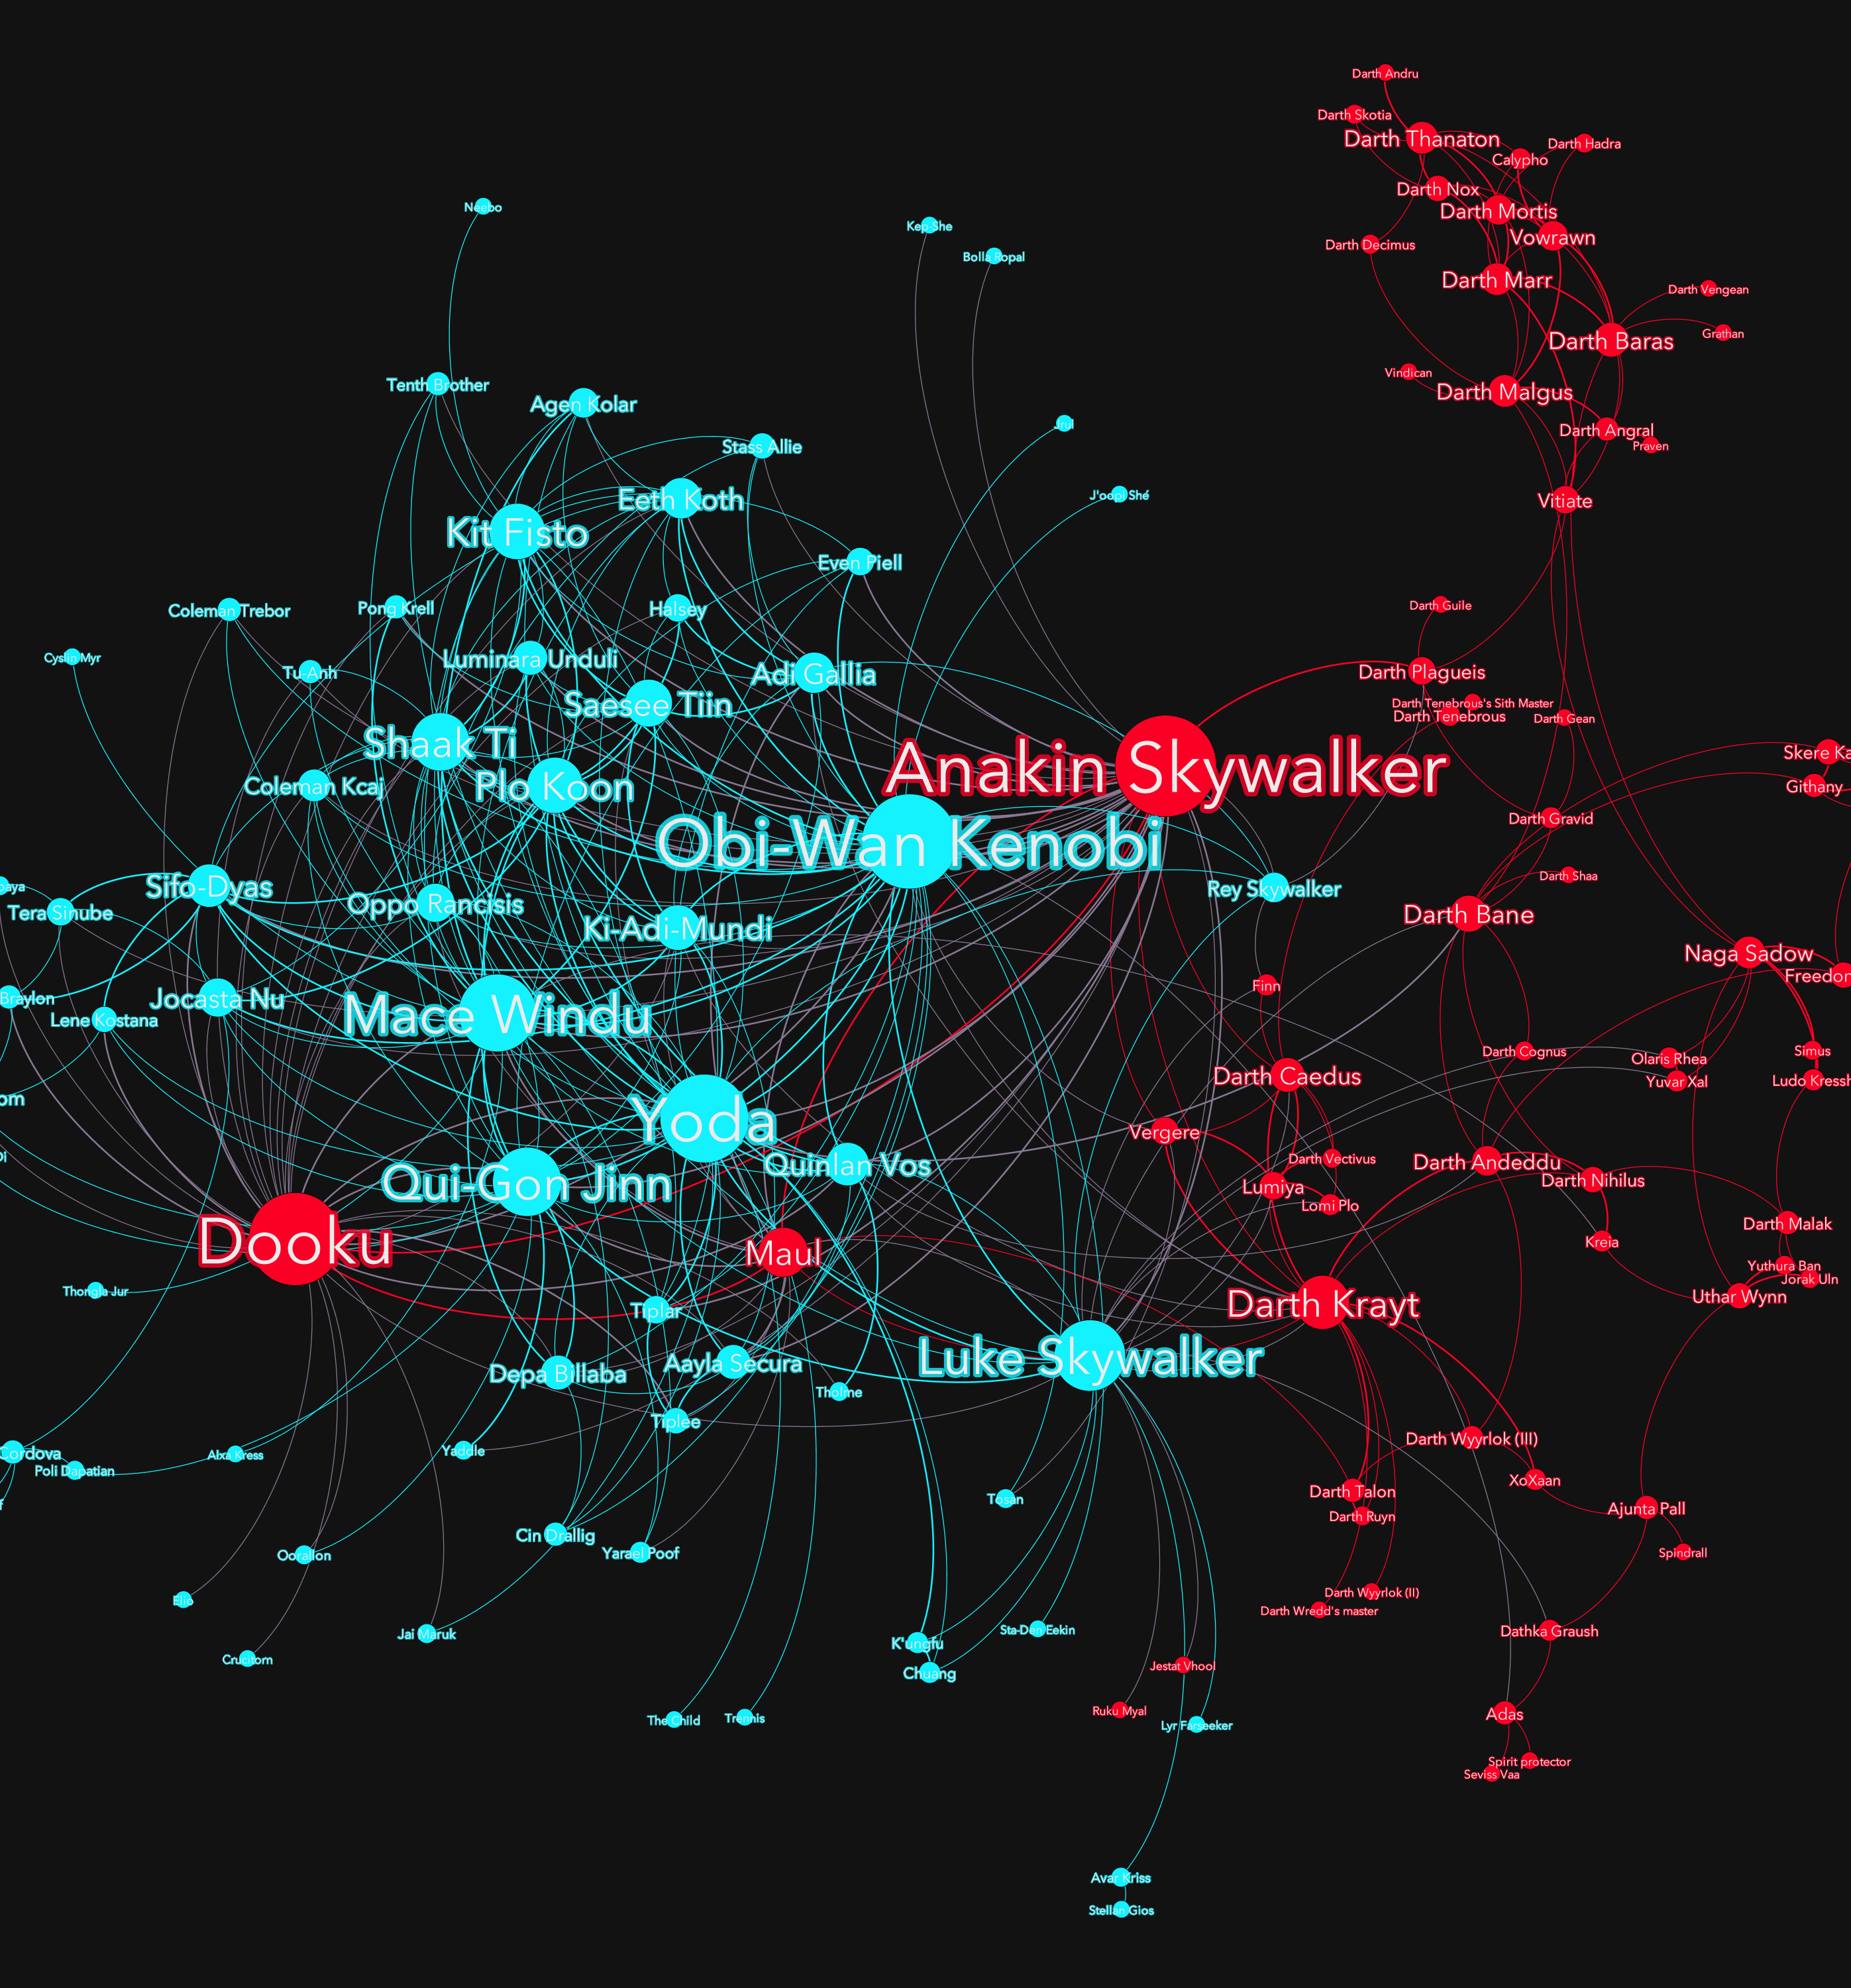 Darth Andru
Darth Skotia
Darth Thanaton
Darth Hadra
Calypho
Darth Nox
Neebo
Darth Mortis
Kep-She
Vowrawn
Darth Decimus
Bolla Ropal
Darth Marr
Darth Vengean
Grathan
Darth Baras
Vindican
Tenth Brother
Darth Malgus
Agen Kolar
Jrul
Darth Angral
Praven
Stass Allie
J'oopi Shé
Eeth Koth
Vitiate
Kit Fisto
Even Piell
Darth Guile
Pong Krell
Halsey
Coleman Trebor
Cyslin Myr
Luminara Unduli
Tu-Anh
Adi Gallia
Darth Plagueis
Darth Tenebrous's Sith Master
Saesee Tiin
Darth Tenebrous
Darth Gean
Shaak Ti
Skere Ka
Anakin Skywalker
Coleman Kcaj
Plo Koon
Githany
Darth Gravid
Obi-Wan Kenobi
Darth Shaa
aya
Sifo-Dyas
Rey Skywalker
Oppo Rancisis
Tera Sinube
Darth Bane
Ki-Adi-Mundi
Naga Sadow
Freedon
Finn
Braylon
Jocasta Nu
Mace Windu
Lene Kostana
Darth Cognus
Simus
Olaris Rhea
Darth Caedus
Yuvar Xal
Ludo Kressh
om
Yoda
Vergere
Di
Darth Vectivus
Quinlan Vos
Darth Andeddu
Qui-Gon Jinn
Lumiya
Darth Nihilus
Lomi Plo
Darth Malak
Dooku
Maul
Kreia
Yuthura Ban
Jorak Uln
Thongla Jur
Uthar Wynn
Darth Krayt
Tiplar
Luke Skywalker
Aayla Secura
Depa Billaba
Tholme
Tiplee
Darth Wyyrlok (III)
Yaddle
Cordova
Alxa Kress
Poli Dapatian
XoXaan
Darth Talon
Tosan
f
Ajunta Pall
Darth Ruyn
Cin Drallig
Yarael Poof
Spindrall
Oorallon
Darth Wyyrlok (II)
Elio
Darth Wredd's master
Sta-Den Eekin
Dathka Graush
Jai Maruk
K'ungfu
Crucitorn
Jestat Vhool
Chuang
Ruku Myal
Adas
Trennis
The Child
Lyr Farseeker
Spirit protector
Seviss Vaa
Avar Kriss
Stellan Gios